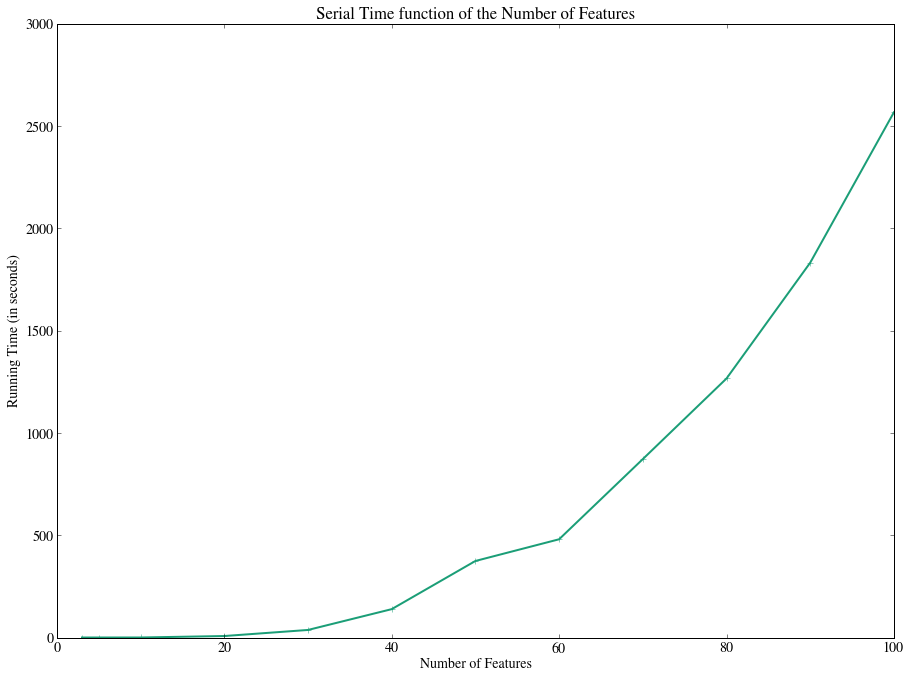 Serial Time function of the Number of Features
3000
2500
2000
1500
1000
500
0
Running Time (in seconds)
0 20 40 60 80 100
Number of Features